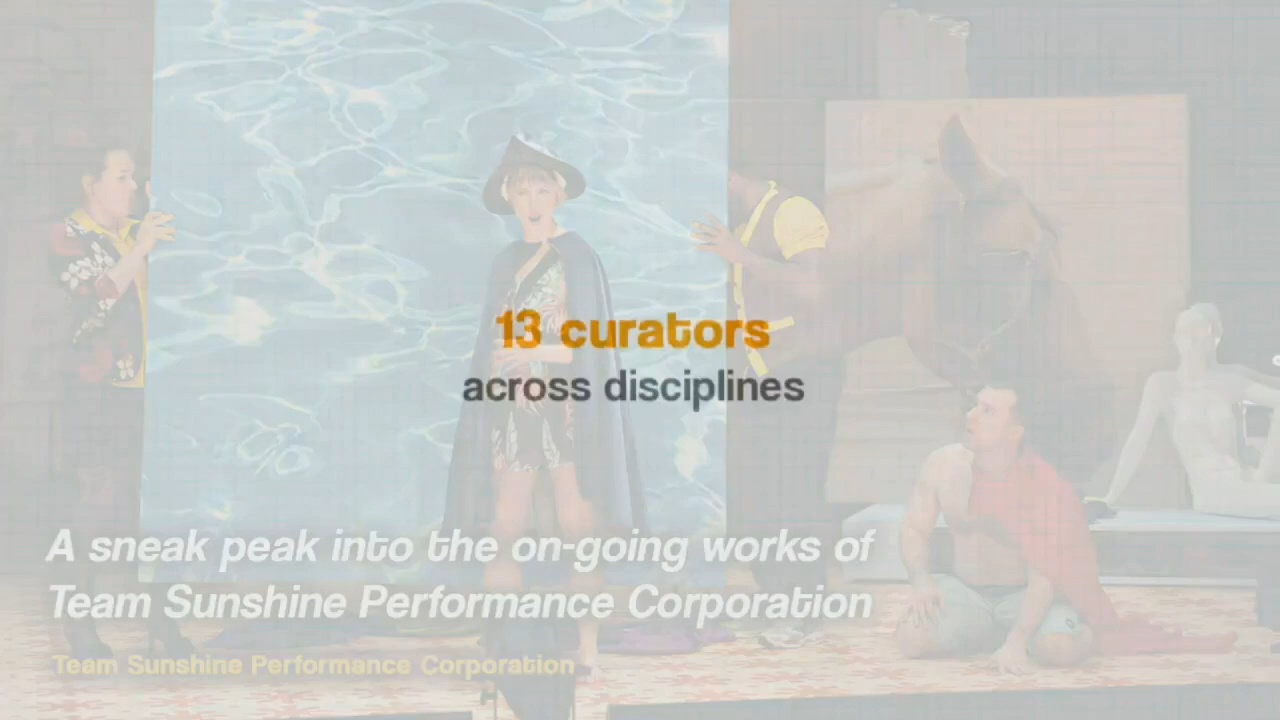 13 curators
across disciplines
A sneak peak into the on-going works of
Team Sunshine Performance Corporation
Team Sunshine Performance Corporation